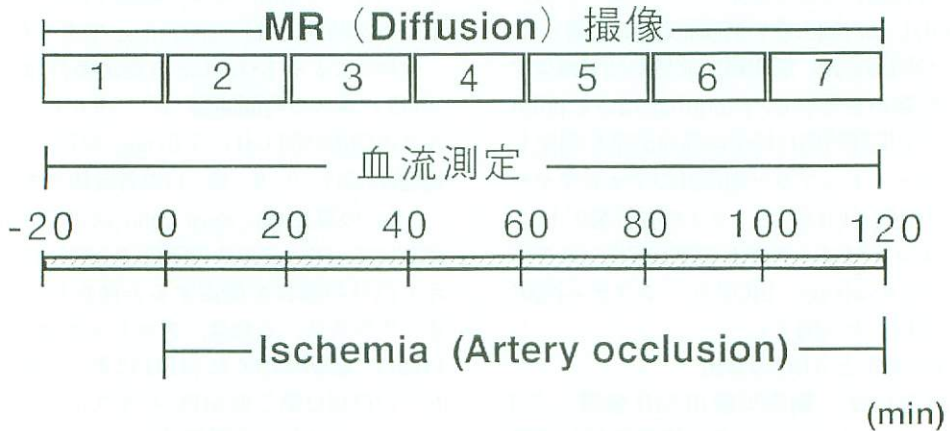 MR（Diffusion）撮像
1 2 3 4 5 6 7
血流測定
-20 0 20 40 60 80 100 120
Ischemia (Artery occlusion)
(min)